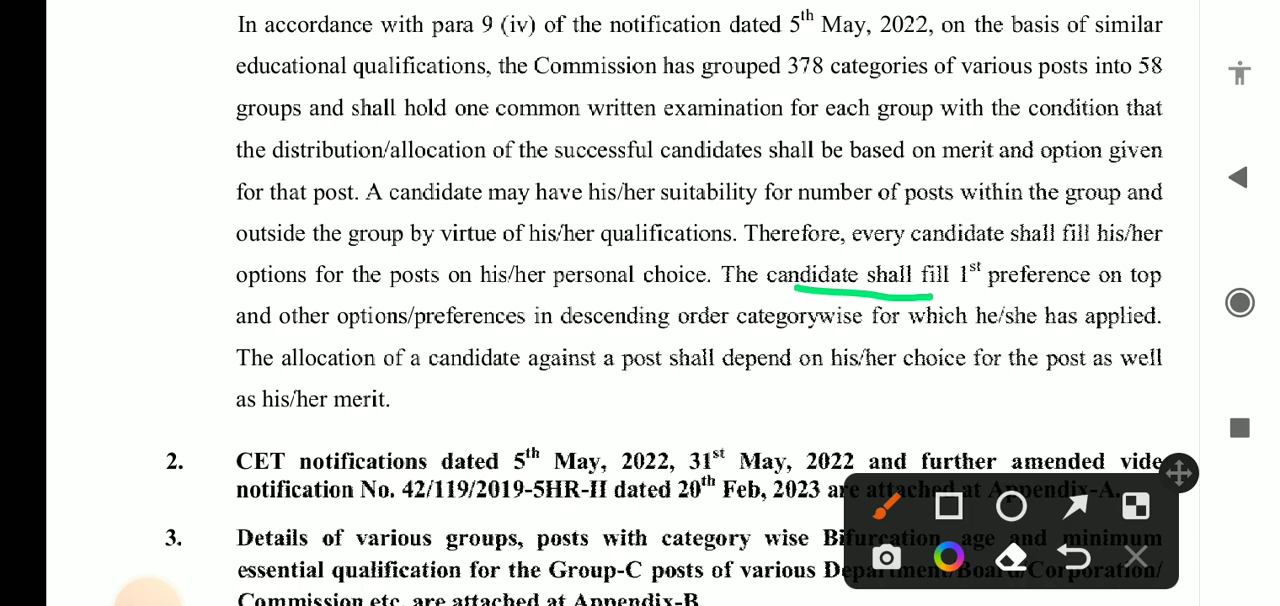 In accordance with para 9 (iv) of the notification dated 5th May, 2022, on the basis of similar
educational qualifications, the Commission has grouped 378 categories of various posts into 58
groups and shall hold one common written examination for each group with the condition that
the distribution/allocation of the successful candidates shall be based on merit and option given
for that post. A candidate may have his/her suitability for number of posts within the group and
outside the group by virtue of his/her qualifications. Therefore, every candidate shall fill his/her
options for the posts on his/her personal choice. The candidate shall fill 1st preference on top
and other options/preferences in descending order categorywise for which he/she has applied.
The allocation of a candidate against a post shall depend on his/her choice for the post as well
as his/her merit.
2. CET notifications dated 5th May, 2022, 31st May, 2022 and further amended vide
notification No. 42/119/2019-5HR-II dated 20th Feb, 2023 are attached at Appendix-A.
3. Details of various groups, posts with category wise Bifurcation, age and minimum
essential qualification for the Group-C posts of various Department/Board/Corporation/
Commission etc. are attached at Appendix-B.